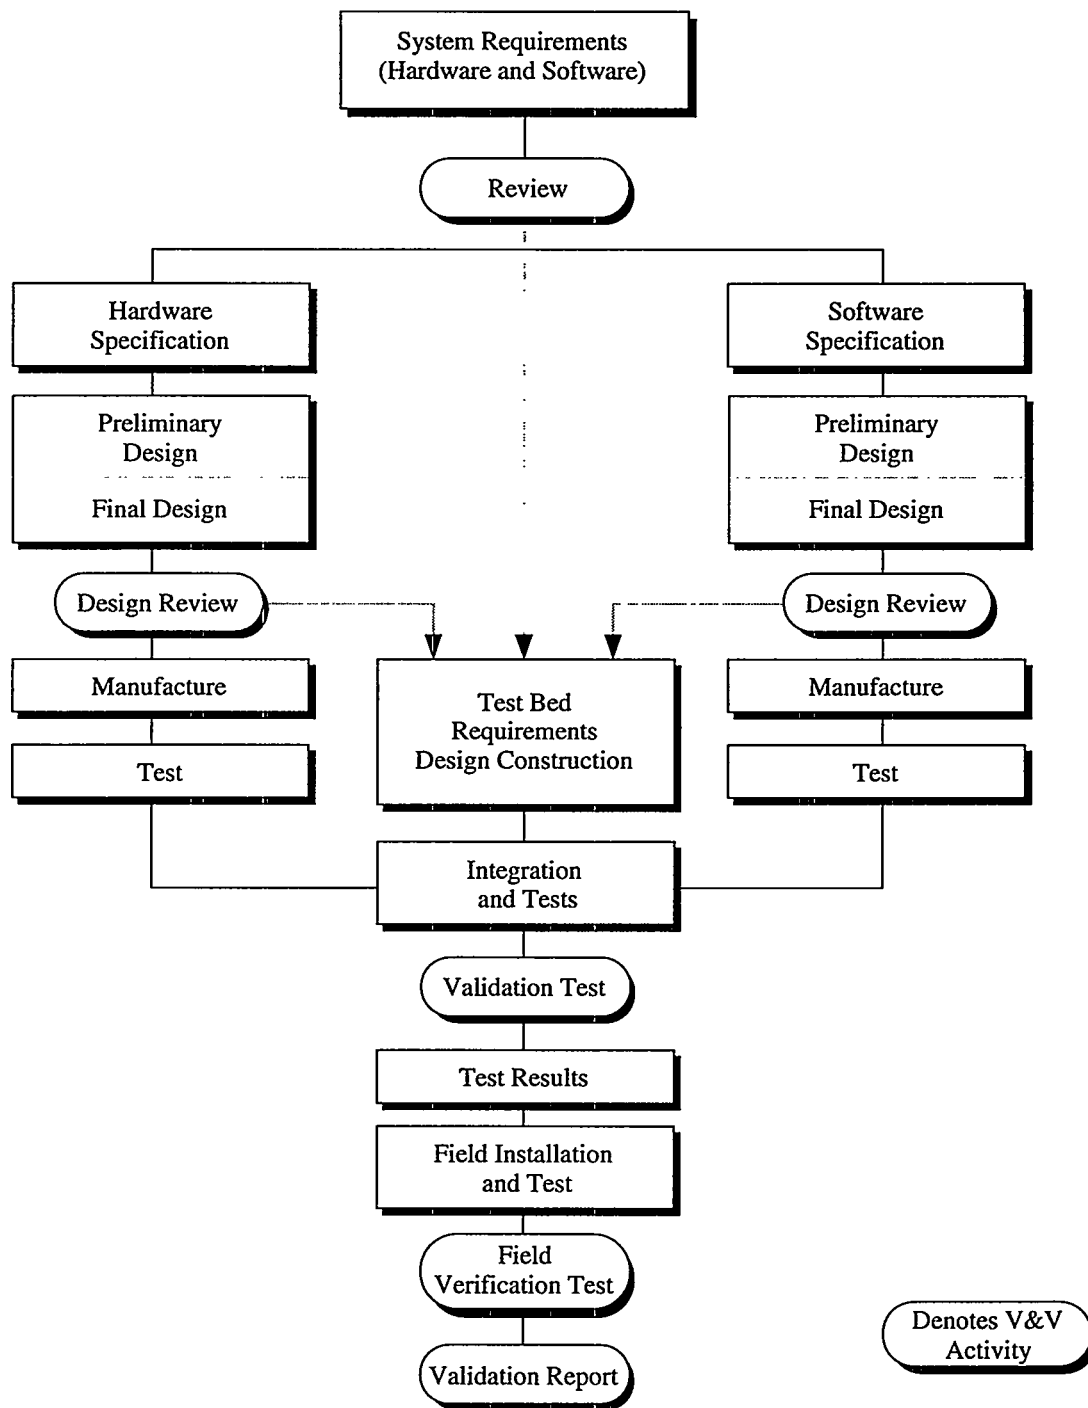 System Requirements
(Hardware and Software)
Review
Hardware
Specification
Software
Specification
Preliminary
Design
Final Design
Preliminary
Design
Final Design
Design Review
Design Review
Manufacture
Test Bed
Requirements
Design Construction
Manufacture
Test
Test
Integration
and Tests
Validation Test
Test Results
Field Installation
and Test
Field
Verification Test
Validation Report
Denotes V&V
Activity